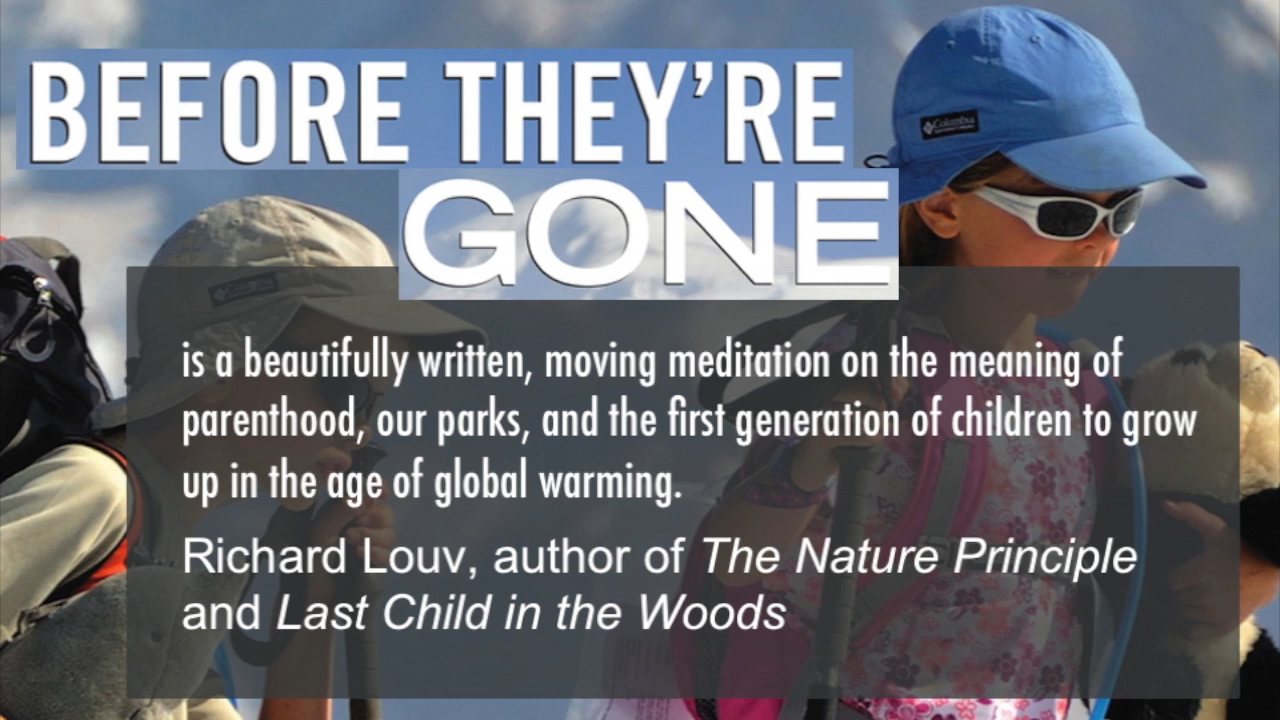 BEFORE THEY'RE
GONE
Columbia
Columbia
is a beautifully written, moving meditation on the meaning of
parenthood, our parks, and the first generation of children to grow
up in the age of global warming.
Richard Louv, author of The Nature Principle
and Last Child in the Woods